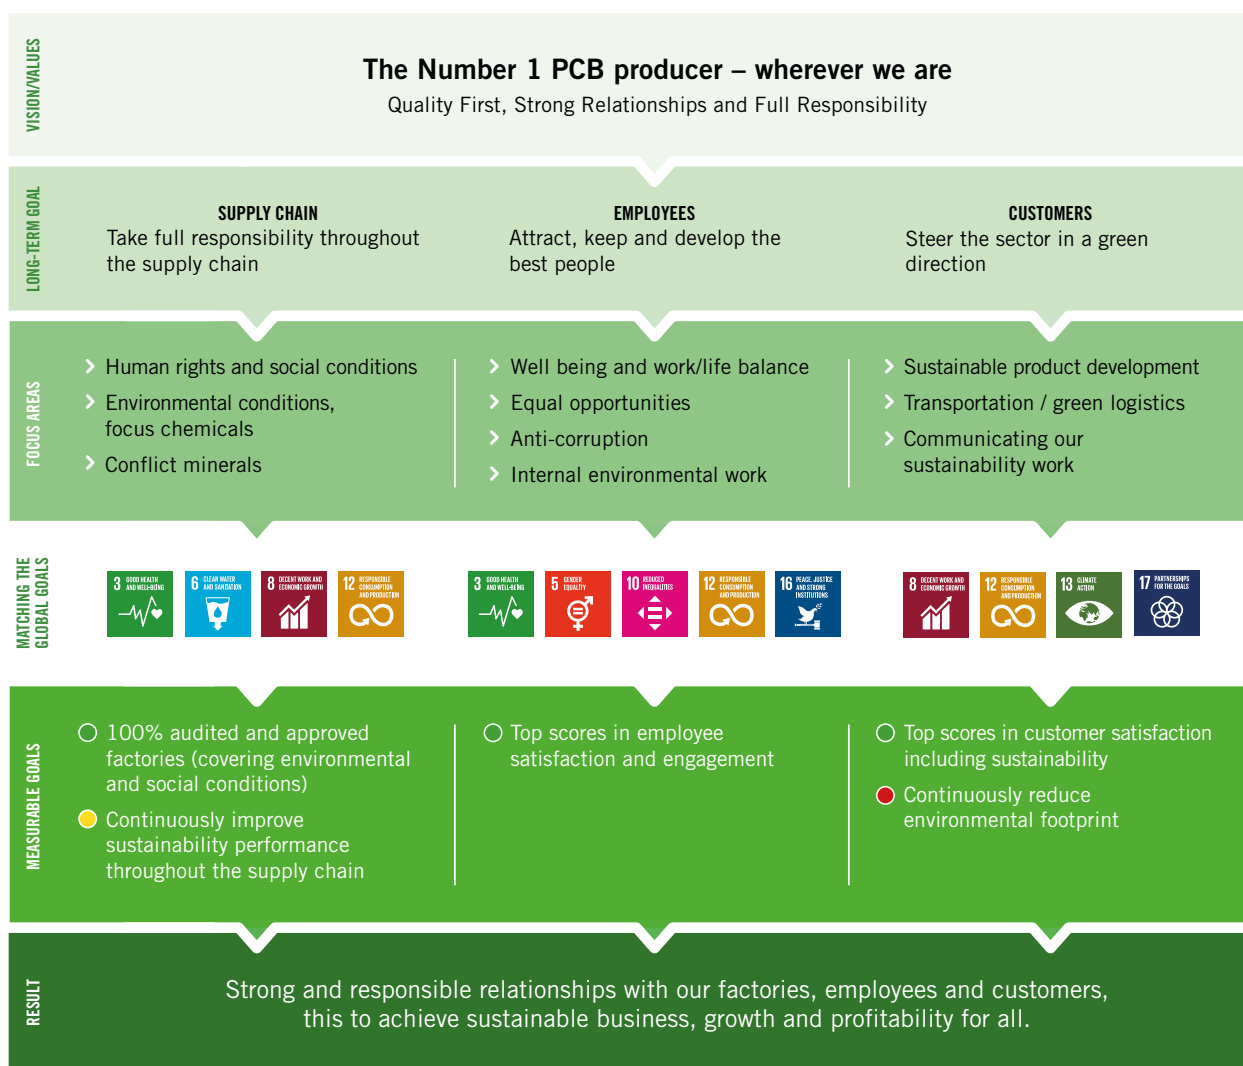 VISION/VALUES
The Number 1 PCB producer – wherever we are
Quality First, Strong Relationships and Full Responsibility
LONG-TERM GOAL
SUPPLY CHAIN
Take full responsibility throughout
the supply chain
EMPLOYEES
Attract, keep and develop the
best people
CUSTOMERS
Steer the sector in a green
direction
FOCUS AREAS
Human rights and social conditions
Environmental conditions,
focus chemicals
Conflict minerals
Well being and work/life balance
Equal opportunities
Anti-corruption
Internal environmental work
Sustainable product development
Transportation / green logistics
Communicating our
sustainability work
MATCHING THE
GLOBAL GOALS
3 GOOD HEALTH
AND WELL-BEING
6 CLEAN WATER
AND SANITATION
8 DECENT WORK AND
ECONOMIC GROWTH
12 RESPONSIBLE
CONSUMPTION
AND PRODUCTION
3 GOOD HEALTH
AND WELL-BEING
5 GENDER
EQUALITY
10 REDUCED
INEQUALITIES
12 RESPONSIBLE
CONSUMPTION
AND PRODUCTION
16 PEACE, JUSTICE
AND STRONG
INSTITUTIONS
8 DECENT WORK AND
ECONOMIC GROWTH
12 RESPONSIBLE
CONSUMPTION
AND PRODUCTION
13 CLIMATE
ACTION
17 PARTNERSHIPS
FOR THE GOALS
MEASURABLE GOALS
100% audited and approved
factories (covering environmental
and social conditions)
Continuously improve
sustainability performance
throughout the supply chain
Top scores in employee
satisfaction and engagement
Top scores in customer satisfaction
including sustainability
Continuously reduce
environmental footprint
RESULT
Strong and responsible relationships with our factories, employees and customers,
this to achieve sustainable business, growth and profitability for all.